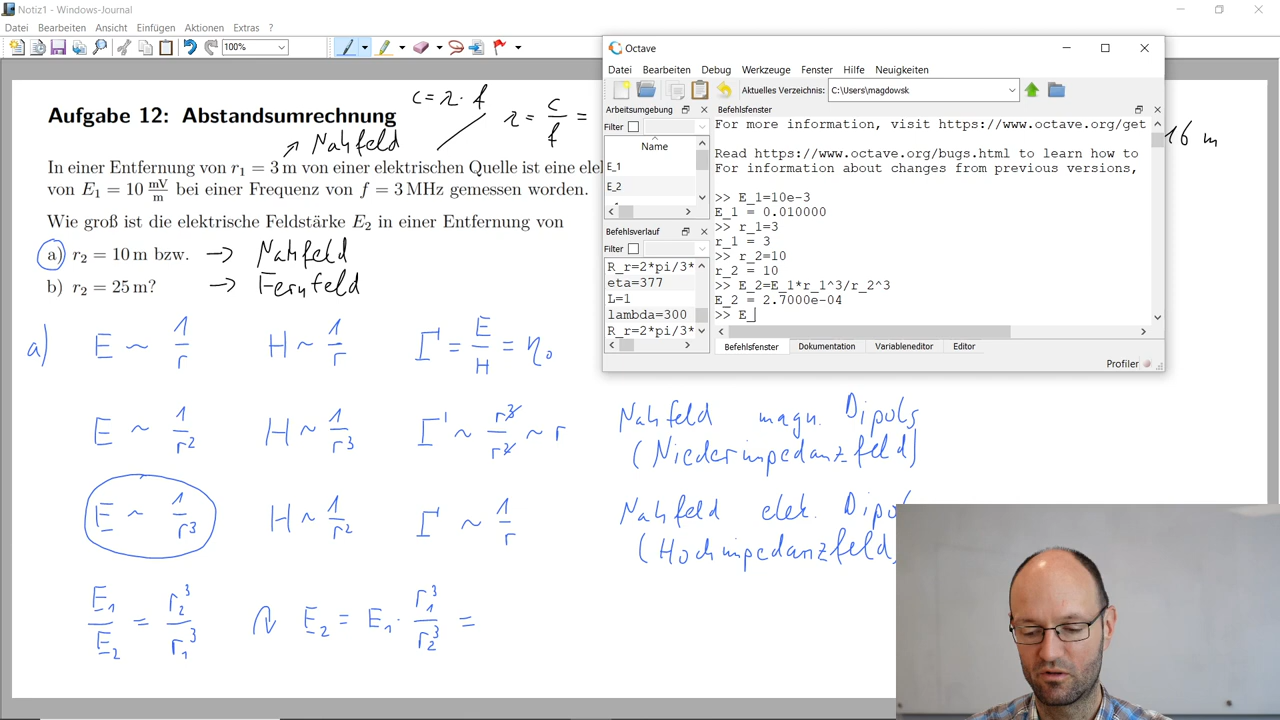 Notiz1 - Windows-Journal
Datei Bearbeiten Ansicht Einfügen Aktionen Extras ?
100%
Aufgabe 12: Abstandsumrechnung
c = λ · f
λ = c/f =
16 m
Nahfeld
In einer Entfernung von r₁ = 3 m von einer elektrischen Quelle ist eine ele
von E₁ = 10 mV/m bei einer Frequenz von f = 3 MHz gemessen worden.
Wie groß ist die elektrische Feldstärke E₂ in einer Entfernung von
a) r₂ = 10 m bzw. → Nahfeld
b) r₂ = 25 m? → Fernfeld
a) E ~ 1/r H ~ 1/r Γ = E/H = η₀
E ~ 1/r² H ~ 1/r³ Γ ~ r³/r² ~ r Nahfeld magn. Dipols
(Niederimpedanzfeld)
E ~ 1/r³ H ~ 1/r² Γ ~ 1/r Nahfeld elek. Dipols
(Hochimpedanzfeld)
E₁/E₂ = r₂³/r₁³ E₂ = E₁ · r₁³/r₂³ =
Octave
Datei Bearbeiten Debug Werkzeuge Fenster Hilfe Neuigkeiten
Aktuelles Verzeichnis: C:\Users\magdowsk
Arbeitsumgebung
Filter
Name
E_1
E_2
Befehlsverlauf
Filter
R_r=2*pi/3*
eta=377
L=1
lambda=300
R_r=2*pi/3*
Befehlsfenster
For more information, visit https://www.octave.org/get
Read https://www.octave.org/bugs.html to learn how to
For information about changes from previous versions,
>> E_1=10e-3
E_1 = 0.010000
>> r_1=3
r_1 = 3
>> r_2=10
r_2 = 10
>> E_2=E_1*r_1^3/r_2^3
E_2 = 2.7000e-04
>> E_
Befehlsfenster Dokumentation Variableneditor Editor
Profiler